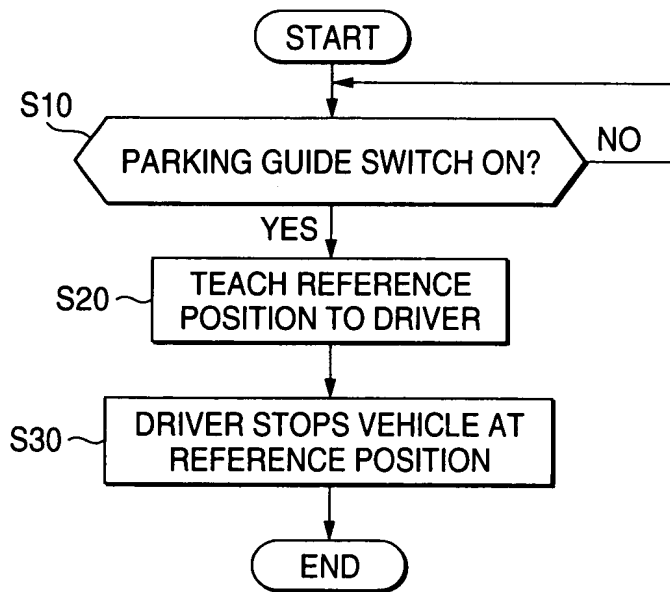 START
S10
PARKING GUIDE SWITCH ON?
NO
YES
S20
TEACH REFERENCE
POSITION TO DRIVER
S30
DRIVER STOPS VEHICLE AT
REFERENCE POSITION
END